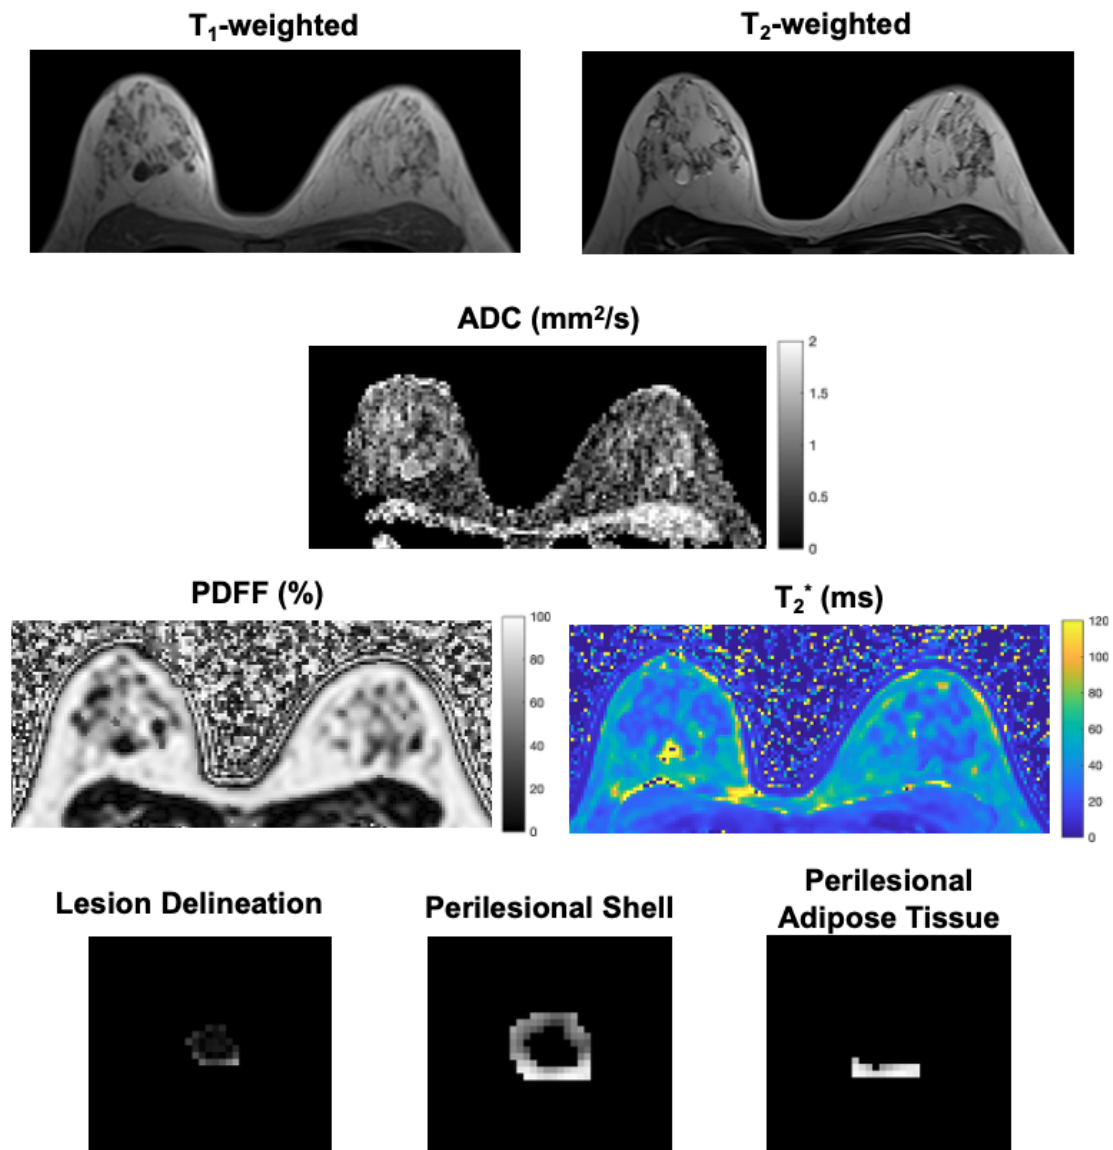 T₁-weighted
T₂-weighted
ADC (mm²/s)
2
1.5
1
0.5
0
PDFF (%)
100
80
60
40
20
0
T₂* (ms)
120
100
80
60
40
20
0
Lesion Delineation
Perilesional Shell
Perilesional
Adipose Tissue